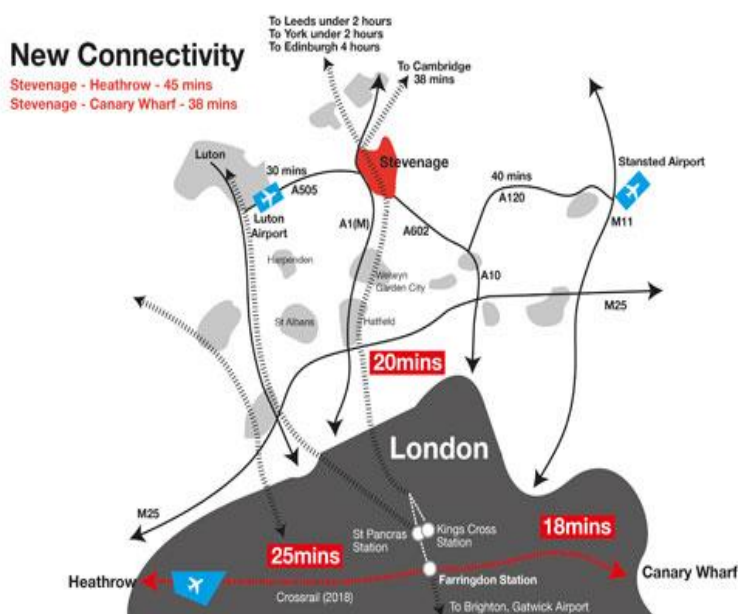 To Leeds under 2 hours
To York under 2 hours
To Edinburgh 4 hours
New Connectivity
Stevenage - Heathrow - 45 mins
Stevenage - Canary Wharf - 38 mins
To Cambridge
38 mins
Luton
30 mins
A505
Luton
Airport
Stevenage
40 mins
A120
Stansted Airport
M11
A1(M)
A602
A10
Harpenden
Welwyn
Garden City
St Albans
Hatfield
M25
20mins
London
M25
St Pancras
Station
Kings Cross
Station
18mins
25mins
Heathrow
Farringdon Station
Canary Wharf
Crossrail (2018)
To Brighton, Gatwick Airport